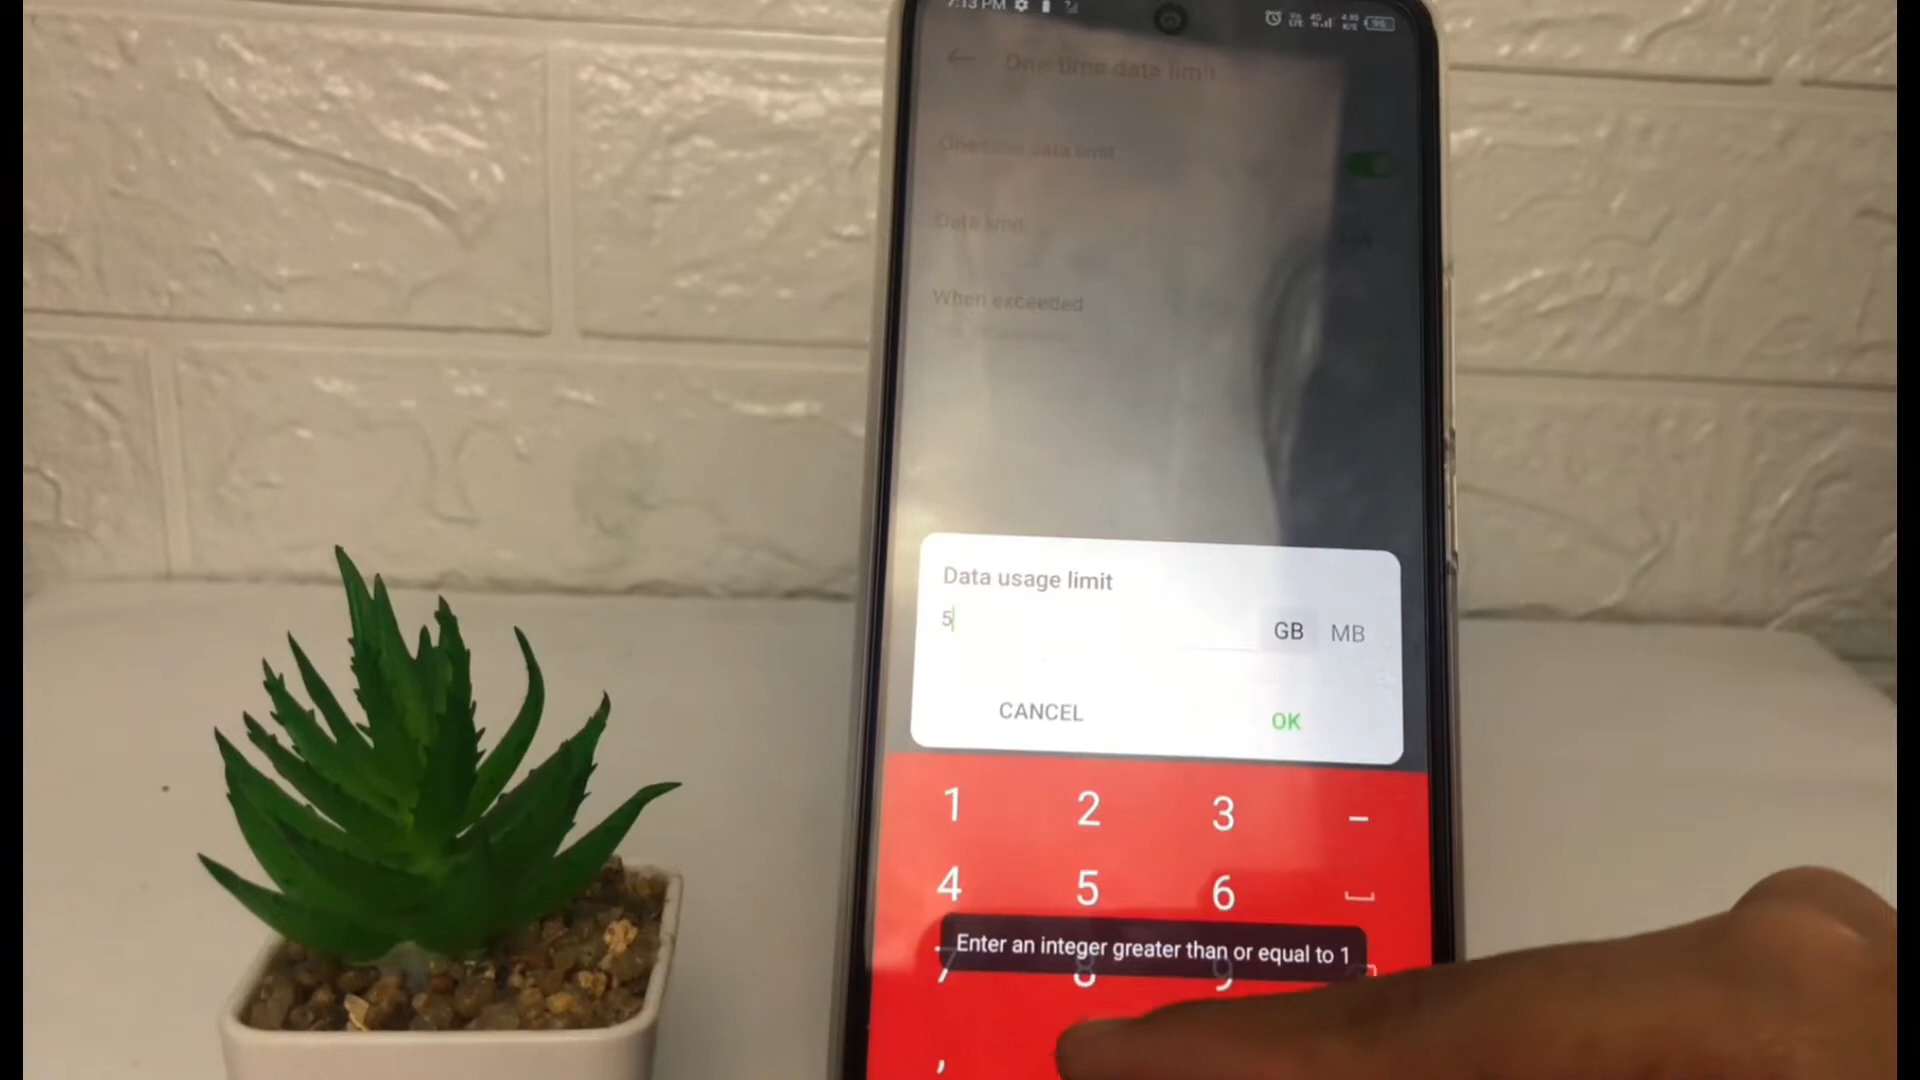 7:13 PM
96
One time data limit
One time data limit
Data limit
When exceeded
Data usage limit
5
GB MB
CANCEL OK
1 2 3 -
4 5 6
Enter an integer greater than or equal to 1
7 8 9
,